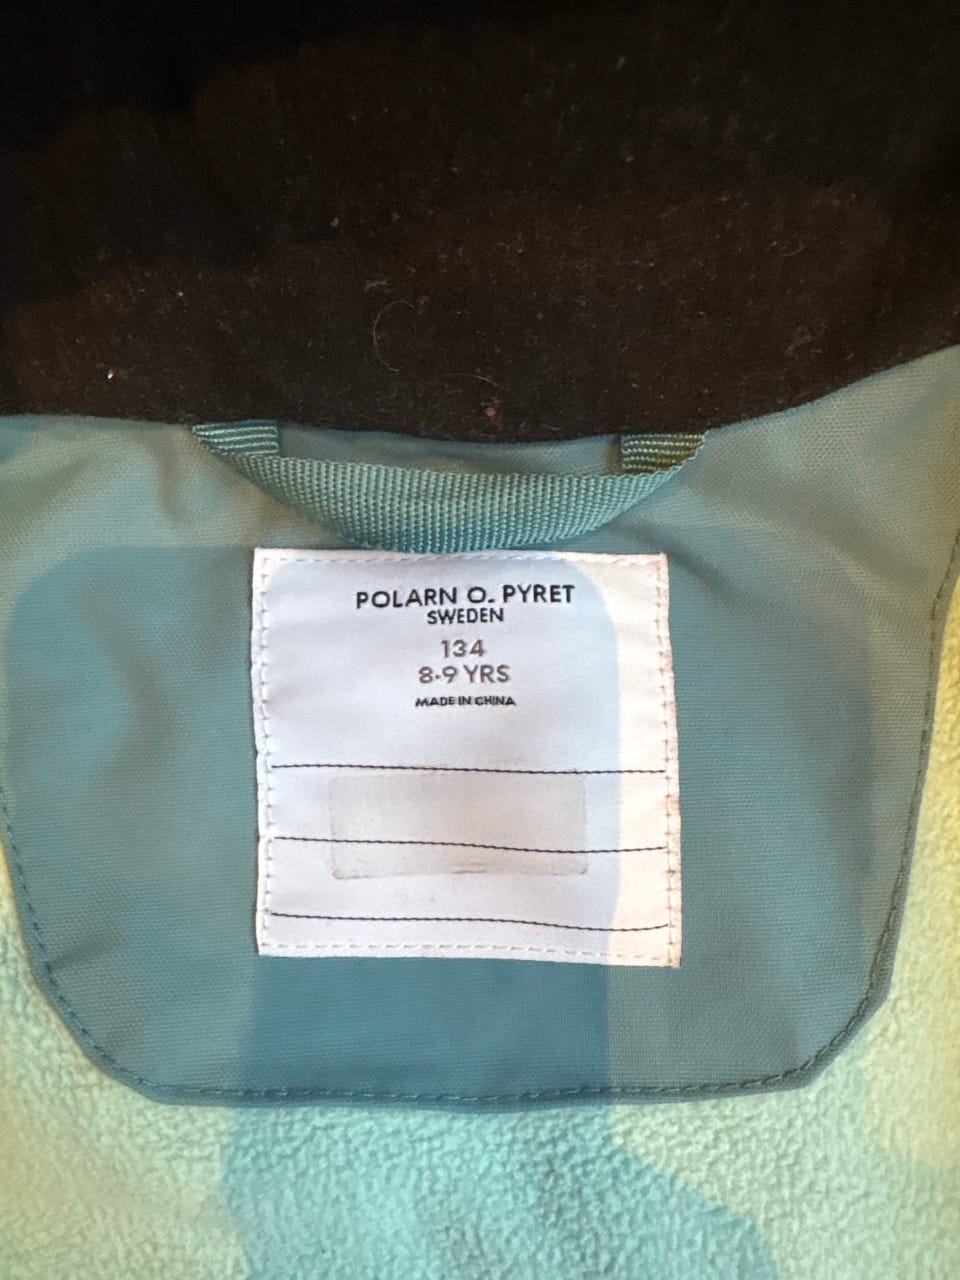 POLARN O. PYRET
SWEDEN
134
8-9 YRS
MADE IN CHINA